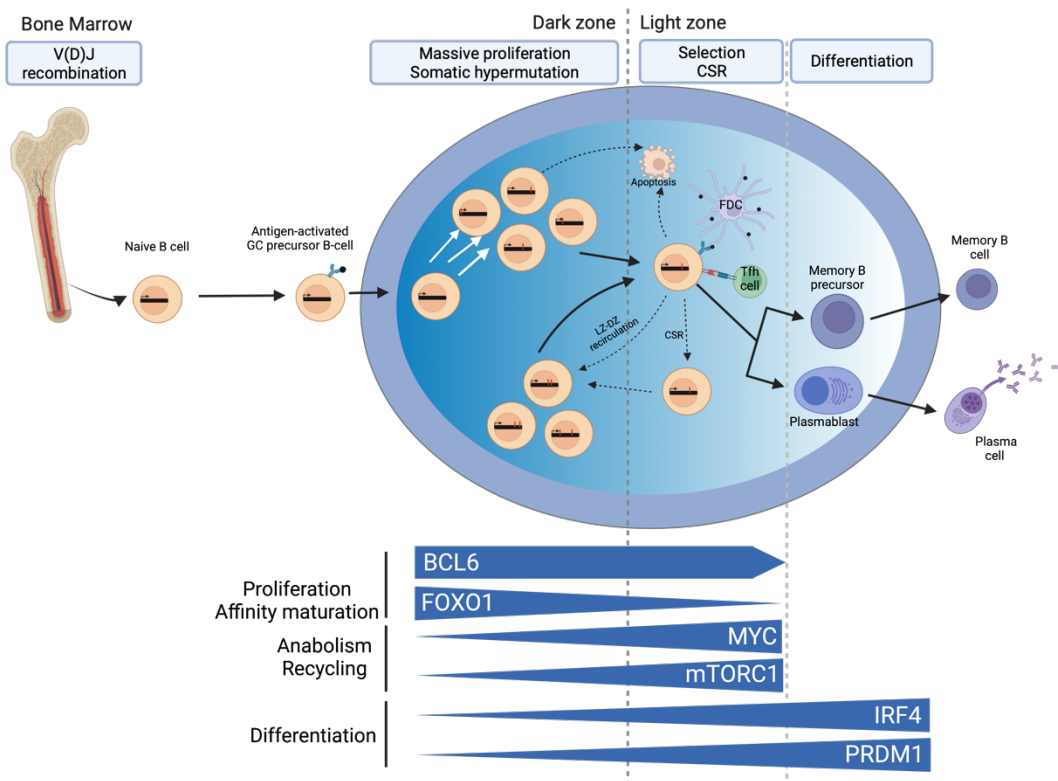 Bone Marrow
V(D)J
recombination
Dark zone
Light zone
Massive proliferation
Somatic hypermutation
Selection
CSR
Differentiation
Naive B cell
Antigen-activated
GC precursor B-cell
Apoptosis
FDC
Tfh
cell
Memory B
precursor
Memory B
cell
LZ-DZ
recirculation
CSR
Plasmablast
Plasma
cell
Proliferation
Affinity maturation
BCL6
FOXO1
Anabolism
Recycling
MYC
mTORC1
Differentiation
IRF4
PRDM1